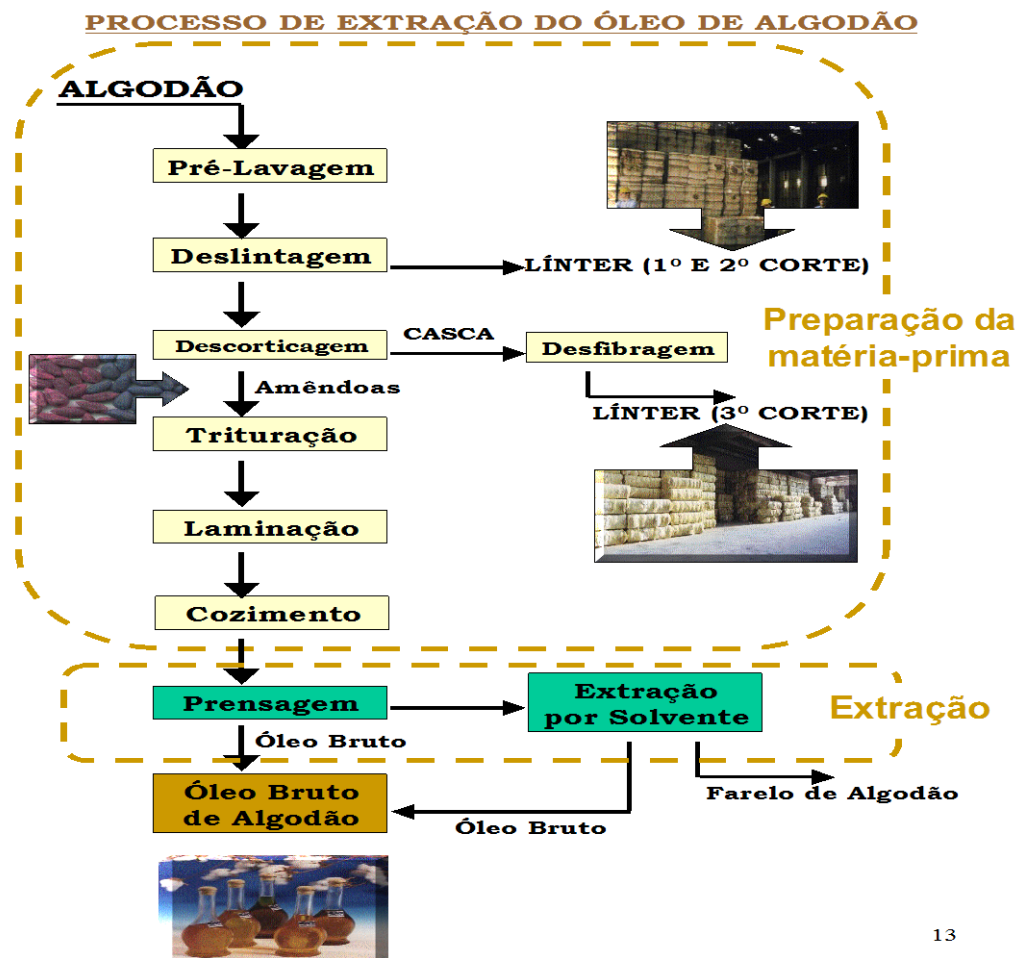 PROCESSO DE EXTRAÇÃO DO ÓLEO DE ALGODÃO
ALGODÃO
Pré-Lavagem
Deslintagem
LÍNTER (1º E 2º CORTE)
Preparação da
matéria-prima
Descorticagem
CASCA
Desfibragem
Amêndoas
LÍNTER (3º CORTE)
Trituração
Laminação
Cozimento
Prensagem
Extração
por Solvente
Extração
Óleo Bruto
Óleo Bruto
de Algodão
Óleo Bruto
Farelo de Algodão
13